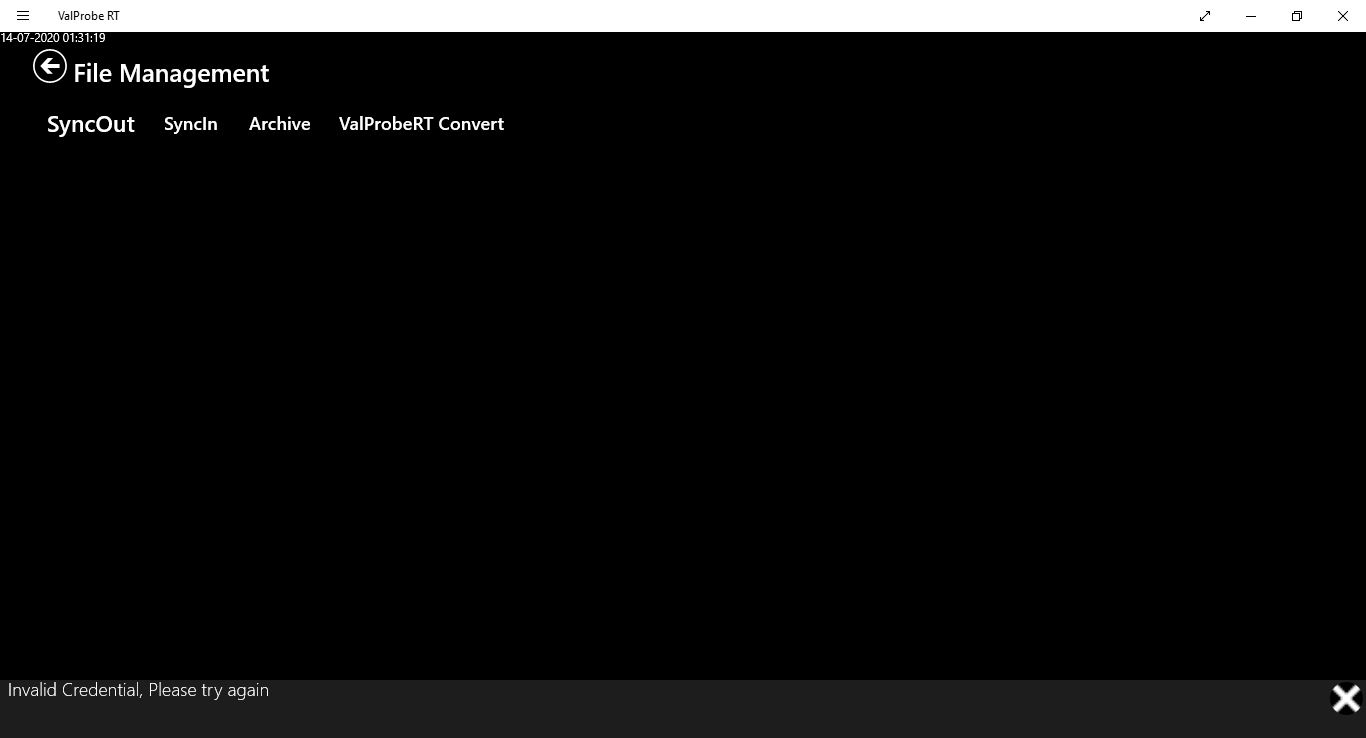 ValProbe RT
14-07-2020 01:31:19
File Management
SyncOut SyncIn Archive ValProbeRT Convert
Invalid Credential, Please try again